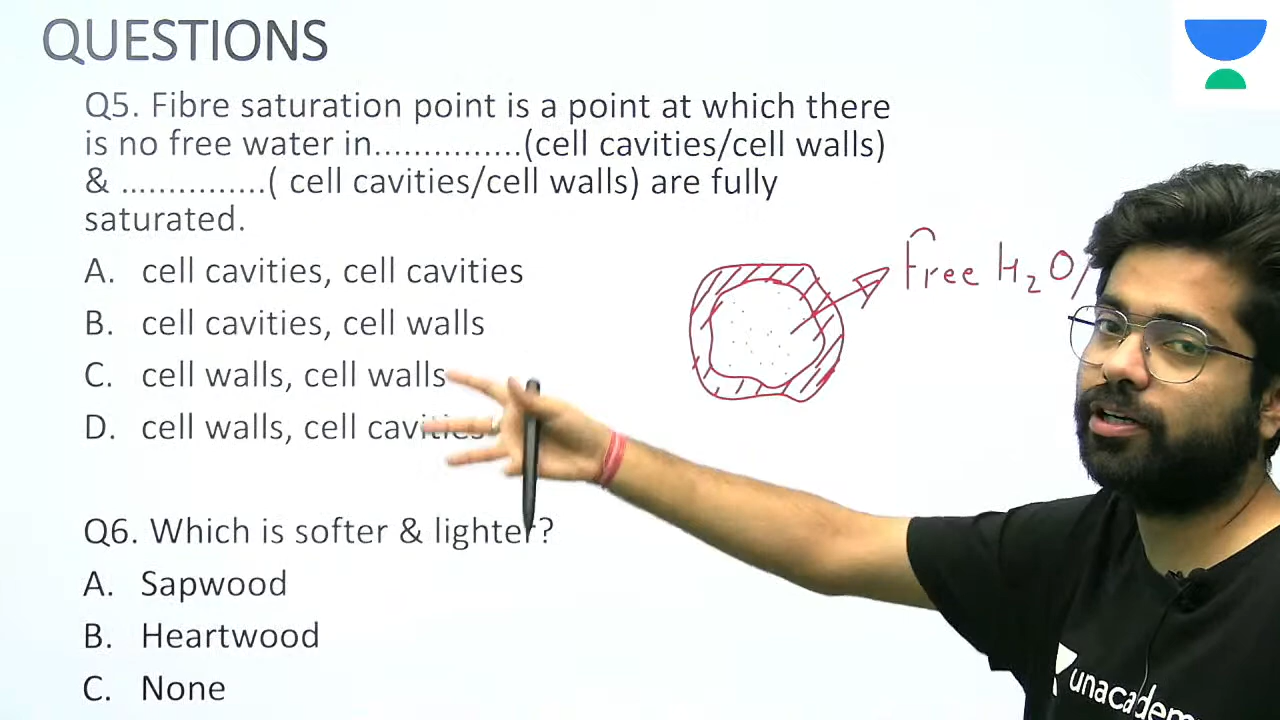 QUESTIONS
Q5. Fibre saturation point is a point at which there
is no free water in...............(cell cavities/cell walls)
& ...............( cell cavities/cell walls) are fully
saturated.
A. cell cavities, cell cavities
B. cell cavities, cell walls
C. cell walls, cell walls
D. cell walls, cell cavities
Free H₂O/
Q6. Which is softer & lighter?
A. Sapwood
B. Heartwood
C. None
unacadem